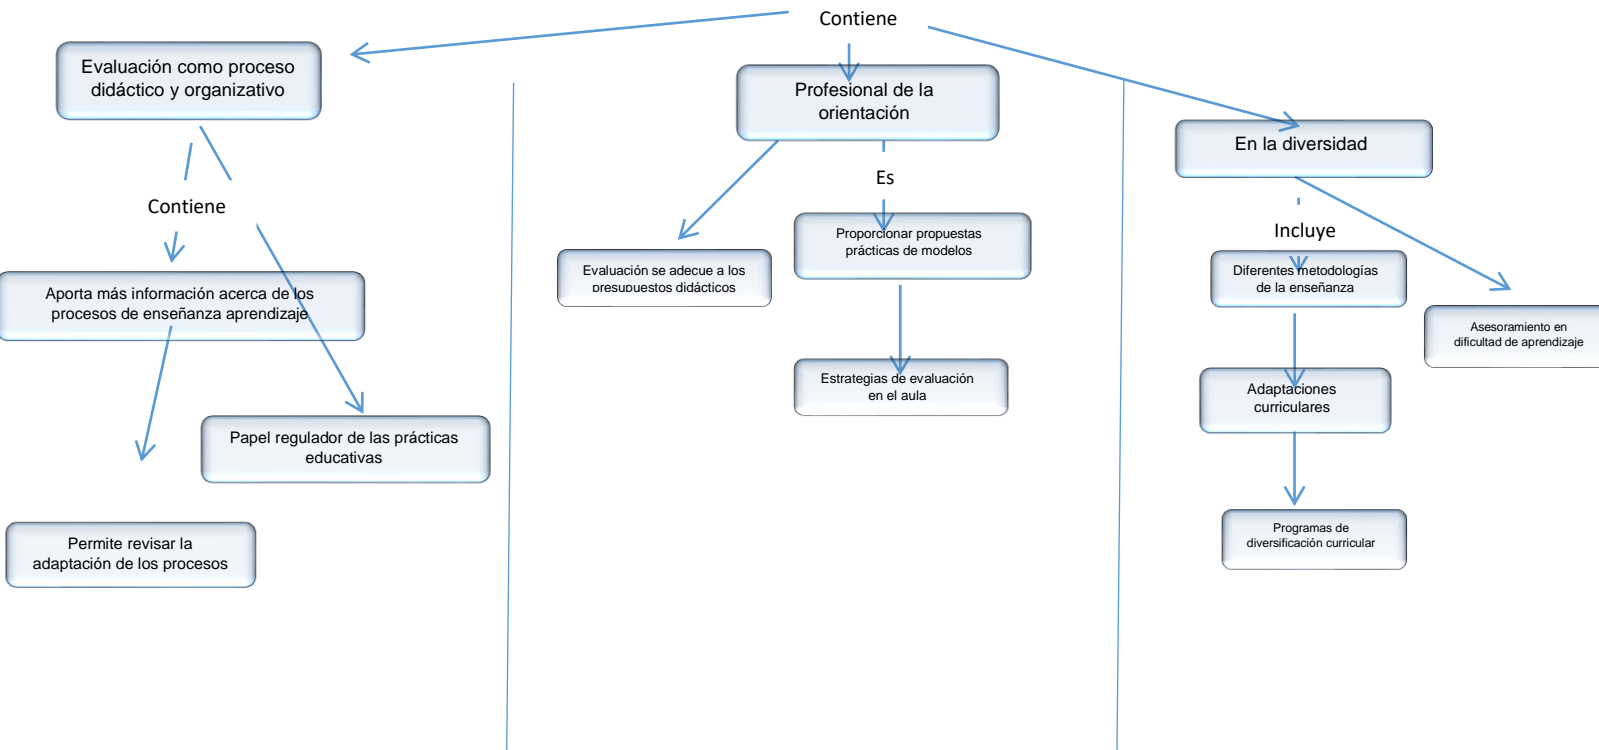 Contiene
Evaluación como proceso
didáctico y organizativo
Contiene
Aporta más información acerca de los
procesos de enseñanza aprendizaje
Papel regulador de las prácticas
educativas
Permite revisar la
adaptación de los procesos
Profesional de la
orientación
Es
Evaluación se adecue a los
presupuestos didácticos
Proporcionar propuestas
prácticas de modelos
Estrategias de evaluación
en el aula
En la diversidad
Incluye
Diferentes metodologías
de la enseñanza
Asesoramiento en
dificultad de aprendizaje
Adaptaciones
curriculares
Programas de
diversificación curricular